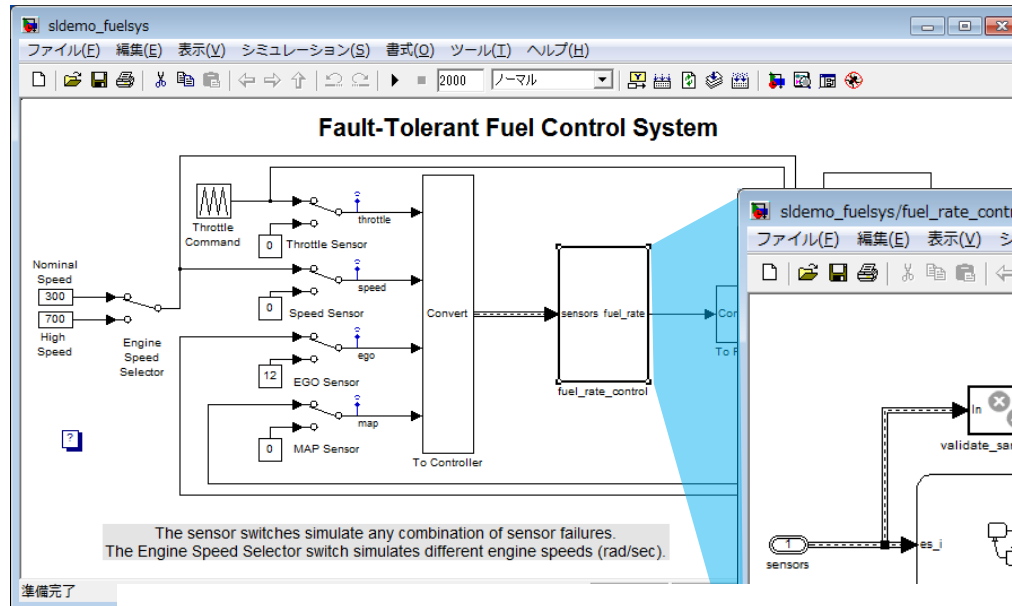 sldemo_fuelsys
ファイル(F) 編集(E) 表示(V) シミュレーション(S) 書式(O) ツール(T) ヘルプ(H)
2000 ノーマル
Fault-Tolerant Fuel Control System
Throttle
Command
throttle
0 Throttle Sensor
Nominal
Speed
300
700
High
Speed
Engine
Speed
Selector
speed
0 Speed Sensor
ego
12 EGO Sensor
map
0 MAP Sensor
Convert
To Controller
sensors fuel_rate
fuel_rate_control
The sensor switches simulate any combination of sensor failures.
The Engine Speed Selector switch simulates different engine speeds (rad/sec).
準備完了
sldemo_fuelsys/fuel_rate_contr
ファイル(F) 編集(E) 表示(V)
In
validate_sa
1
sensors
es_i
?